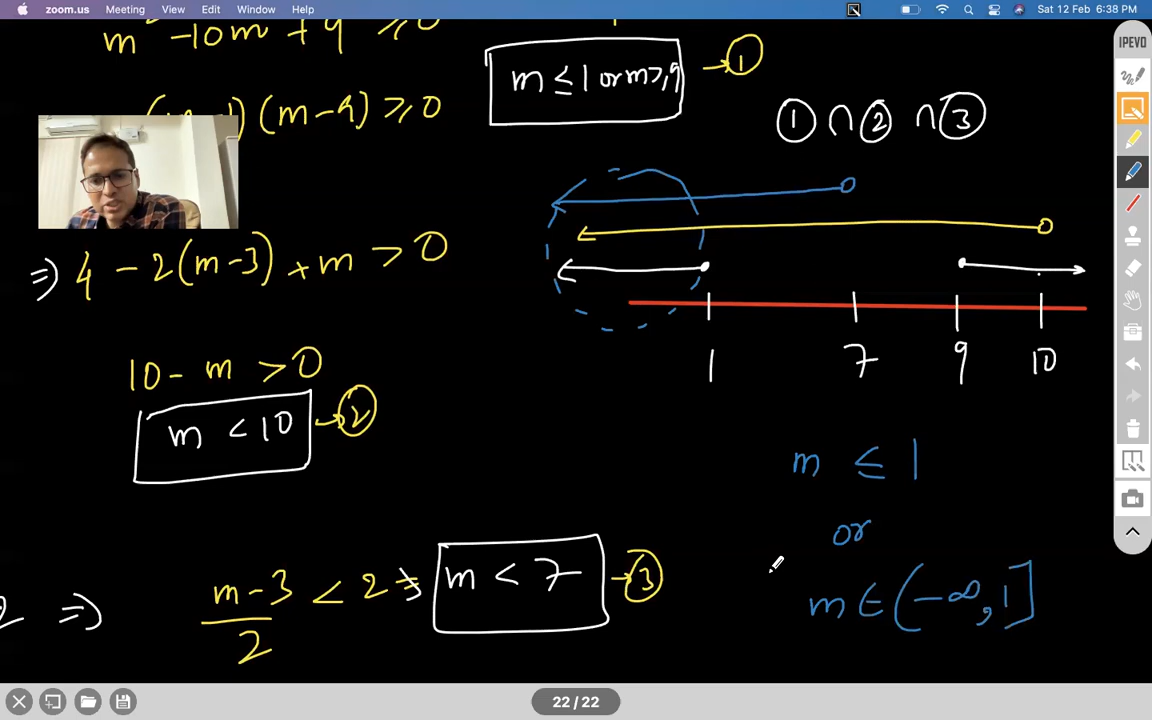 zoom.us Meeting View Edit Window Help Sat 12 Feb 6:38 PM
IPEVO
m² -10m + 9 ≥ 0
m ≤ 1 or m ≥ 9 → ①
(m-1)(m-9) ≥ 0
① ∩ ② ∩ ③
⇒ 4 - 2(m-3) + m > 0
1 7 9 10
10 - m > 0
m < 10 → ②
m ≤ 1
or
2 ⇒ m-3/2 < 2 ⇒ m < 7 → ③
m ∈ (-∞, 1]
22 / 22